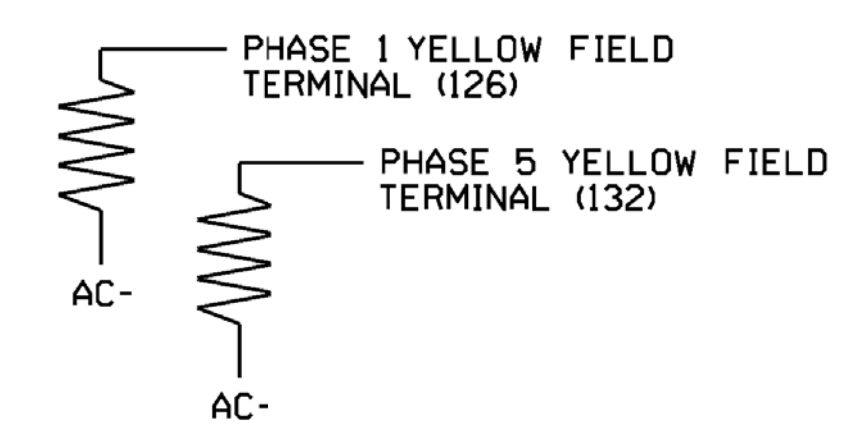 PHASE 1 YELLOW FIELD
TERMINAL (126)
AC-
PHASE 5 YELLOW FIELD
TERMINAL (132)
AC-